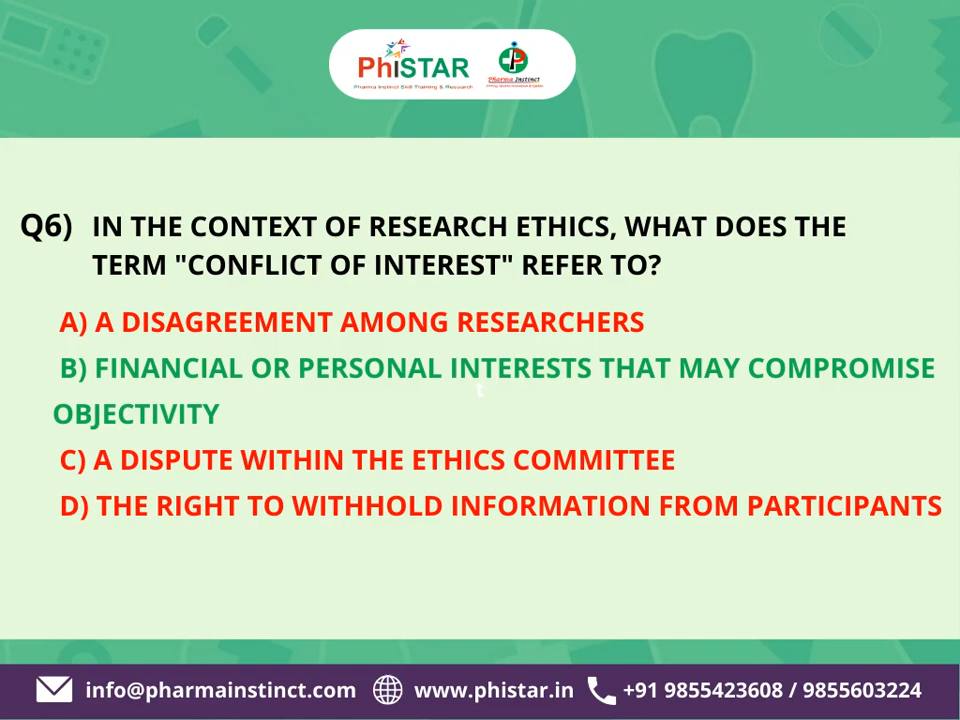 PhiSTAR
Pharma Instinct Skill Training & Research
Pharma Instinct
Q6) IN THE CONTEXT OF RESEARCH ETHICS, WHAT DOES THE
TERM "CONFLICT OF INTEREST" REFER TO?
A) A DISAGREEMENT AMONG RESEARCHERS
B) FINANCIAL OR PERSONAL INTERESTS THAT MAY COMPROMISE
t
OBJECTIVITY
C) A DISPUTE WITHIN THE ETHICS COMMITTEE
D) THE RIGHT TO WITHHOLD INFORMATION FROM PARTICIPANTS
info@pharmainstinct.com www.phistar.in +91 9855423608 / 9855603224